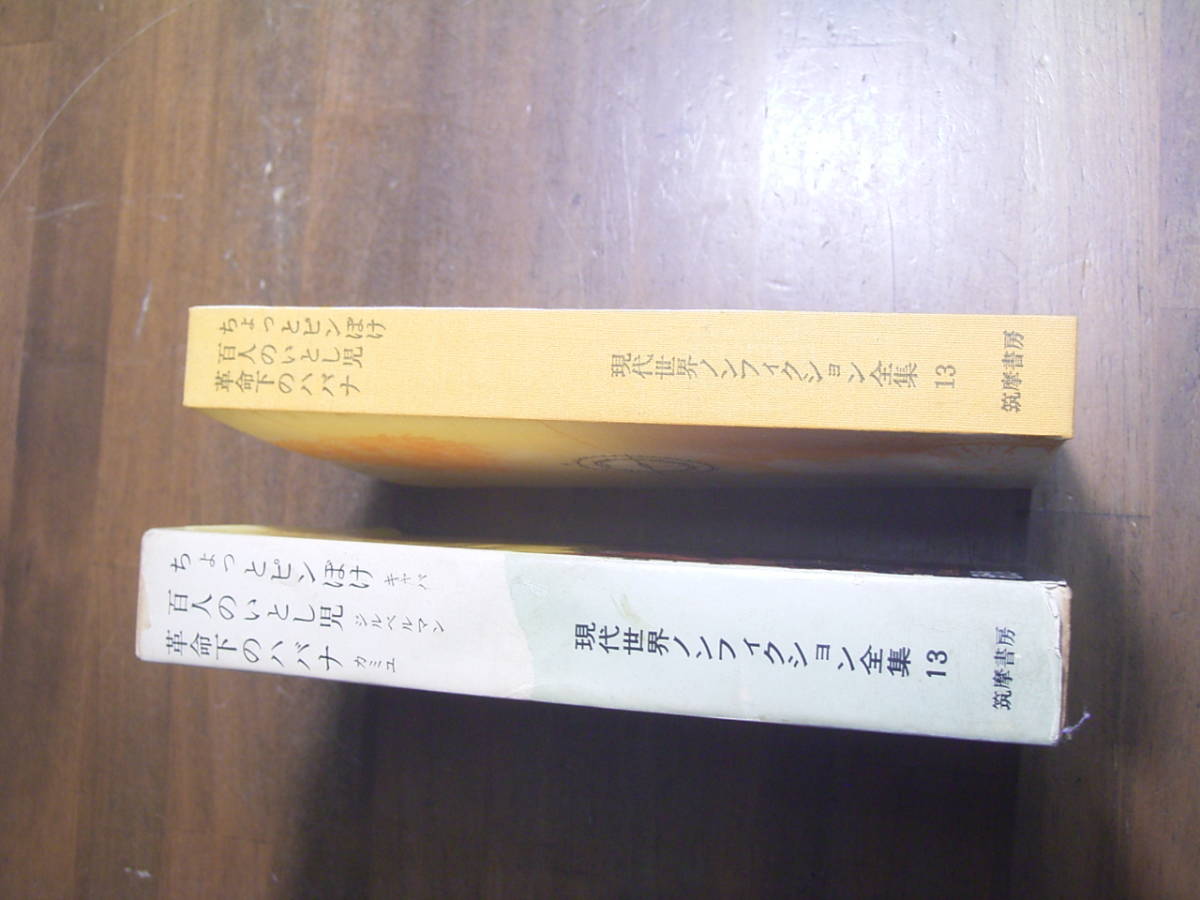 ちょっとピンぼけ
百人のいとし児
革命下のハバナ
現代世界ノンフィクション全集 13
筑摩書房
ちょっとピンぼけ キャパ
百人のいとし児 ジルベルマン
革命下のハバナ カミユ
現代世界ノンフィクション全集 13
筑摩書房